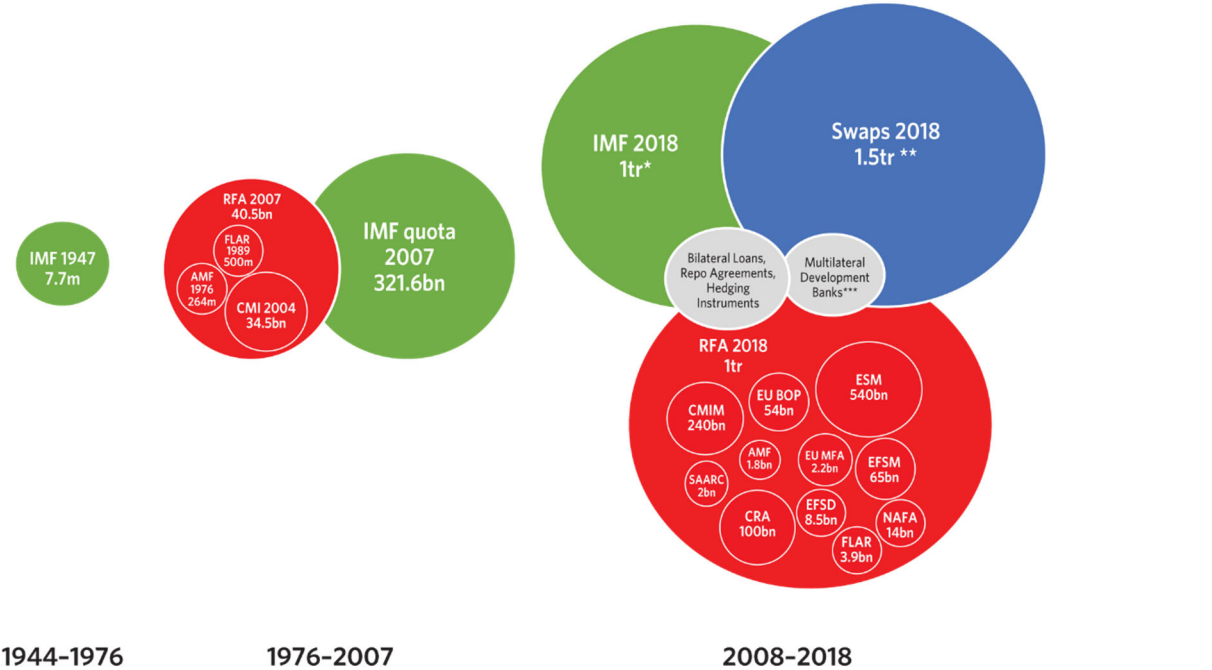 IMF 1947
7.7m
RFA 2007
40.5bn
FLAR
1989
500m
AMF
1976
264m
CMI 2004
34.5bn
IMF quota
2007
321.6bn
IMF 2018
1tr*
Swaps 2018
1.5tr **
Bilateral Loans,
Repo Agreements,
Hedging
Instruments
Multilateral
Development
Banks***
RFA 2018
1tr
ESM
540bn
EU BOP
54bn
CMIM
240bn
AMF
1.8bn
EU MFA
2.2bn
EFSM
65bn
SAARC
2bn
CRA
100bn
EFSD
8.5bn
NAFA
14bn
FLAR
3.9bn
1944–1976
1976–2007
2008–2018